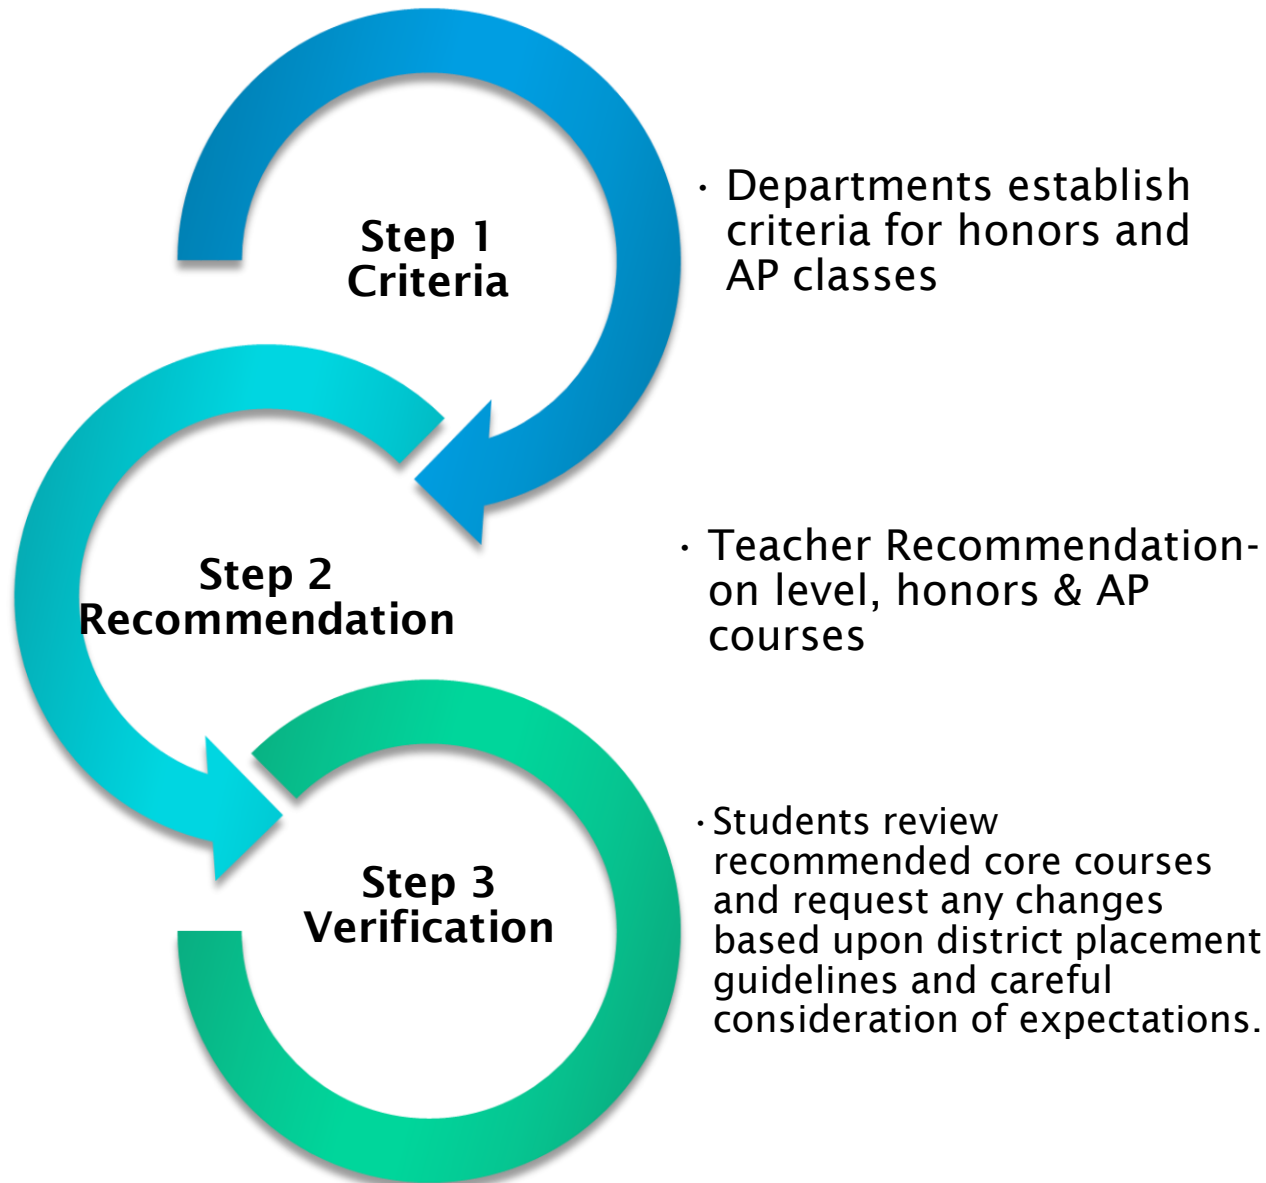 Step 1
Criteria
· Departments establish
criteria for honors and
AP classes
Step 2
Recommendation
· Teacher Recommendation-
on level, honors & AP
courses
Step 3
Verification
· Students review
recommended core courses
and request any changes
based upon district placement
guidelines and careful
consideration of expectations.